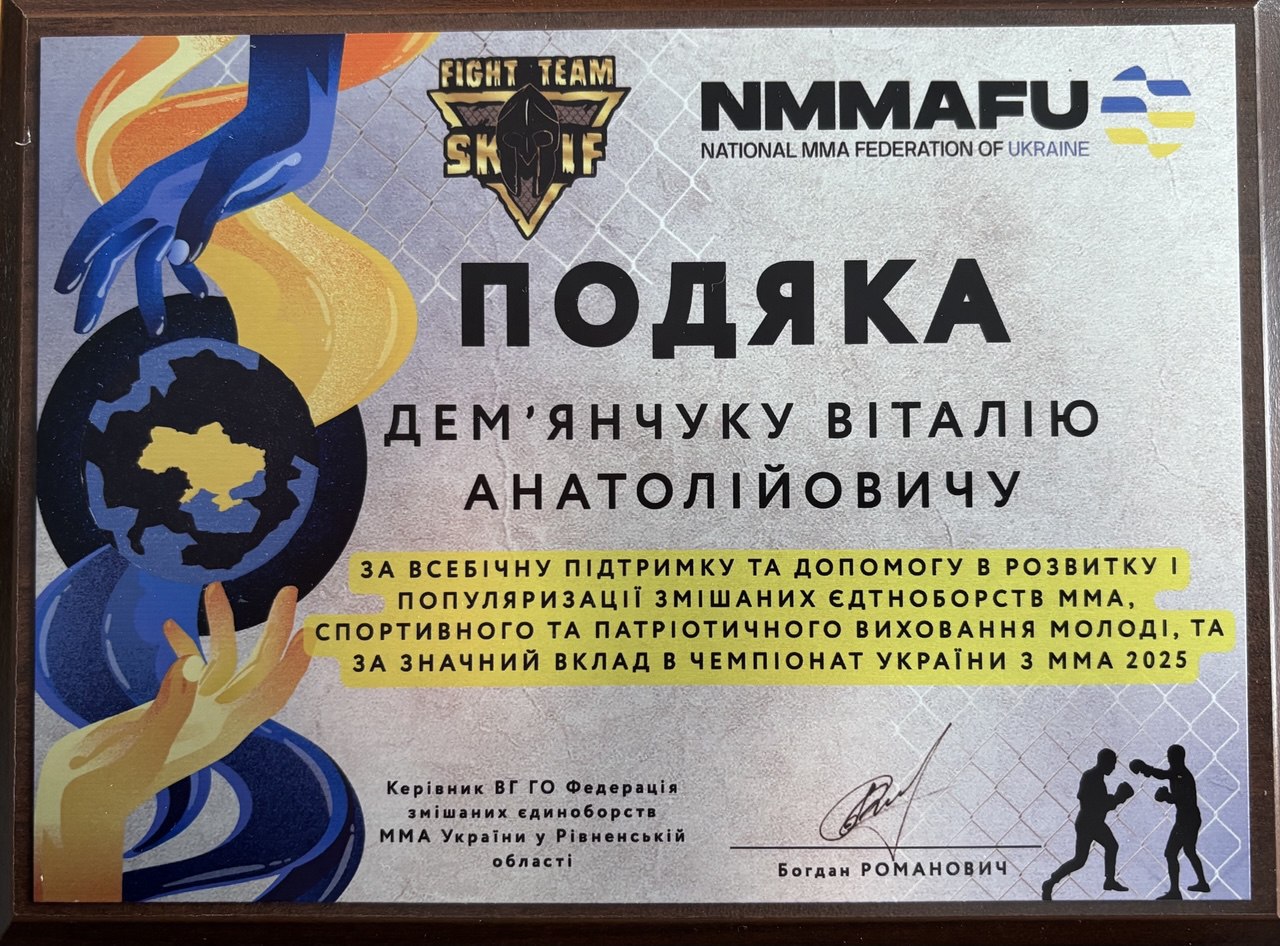 FIGHT TEAM
SKIF
NMMAFU
NATIONAL MMA FEDERATION OF UKRAINE
ПОДЯКА
ДЕМ’ЯНЧУКУ ВІТАЛІЮ
АНАТОЛІЙОВИЧУ
ЗА ВСЕБІЧНУ ПІДТРИМКУ ТА ДОПОМОГУ В РОЗВИТКУ І
ПОПУЛЯРИЗАЦІЇ ЗМІШАНИХ ЄДТНОБОРСТВ ММА,
СПОРТИВНОГО ТА ПАТРІОТИЧНОГО ВИХОВАННЯ МОЛОДІ, ТА
ЗА ЗНАЧНИЙ ВКЛАД В ЧЕМПІОНАТ УКРАЇНИ З ММА 2025
Керівник ВГ ГО Федерація
змішаних єдиноборств
ММА України у Рівненській
області
Богдан РОМАНОВИЧ